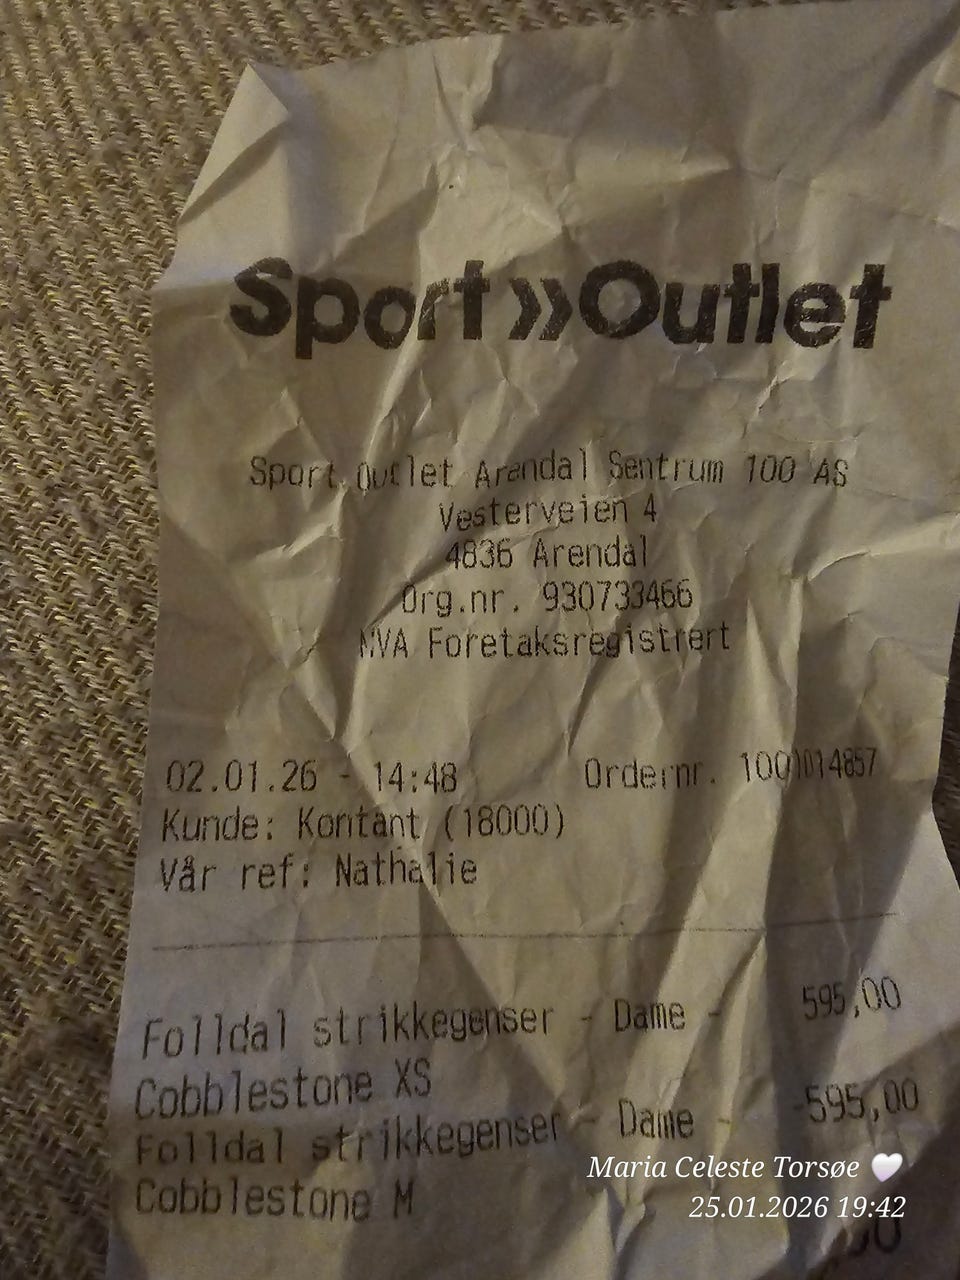 Sport»Outlet
Sport Outlet Arendal Sentrum 100 AS
Vesterveien 4
4836 Arendal
Org.nr. 930733466
MVA Foretaksregistrert
02.01.26 - 14:48 Ordernr. 1001014857
Kunde: Kontant (18000)
Vår ref: Nathalie
Folldal strikkegenser - Dame - 595,00
Cobblestone XS
Folldal strikkegenser - Dame - -595,00
Cobblestone M
Maria Celeste Torsøe 🤍
25.01.2026 19:42